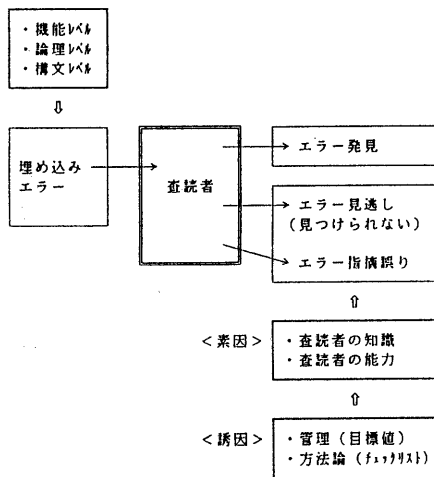 ・機能ﾚﾍﾞﾙ
・論理ﾚﾍﾞﾙ
・構文ﾚﾍﾞﾙ
⇩
埋め込み
エラー
査読者
エラー発見
エラー見逃し
(見つけられない)
エラー指摘誤り
⇧
<素因>
・査読者の知識
・査読者の能力
⇧
<誘因>
・管理(目標値)
・方法論(ﾁｪｯｸﾘｽﾄ)